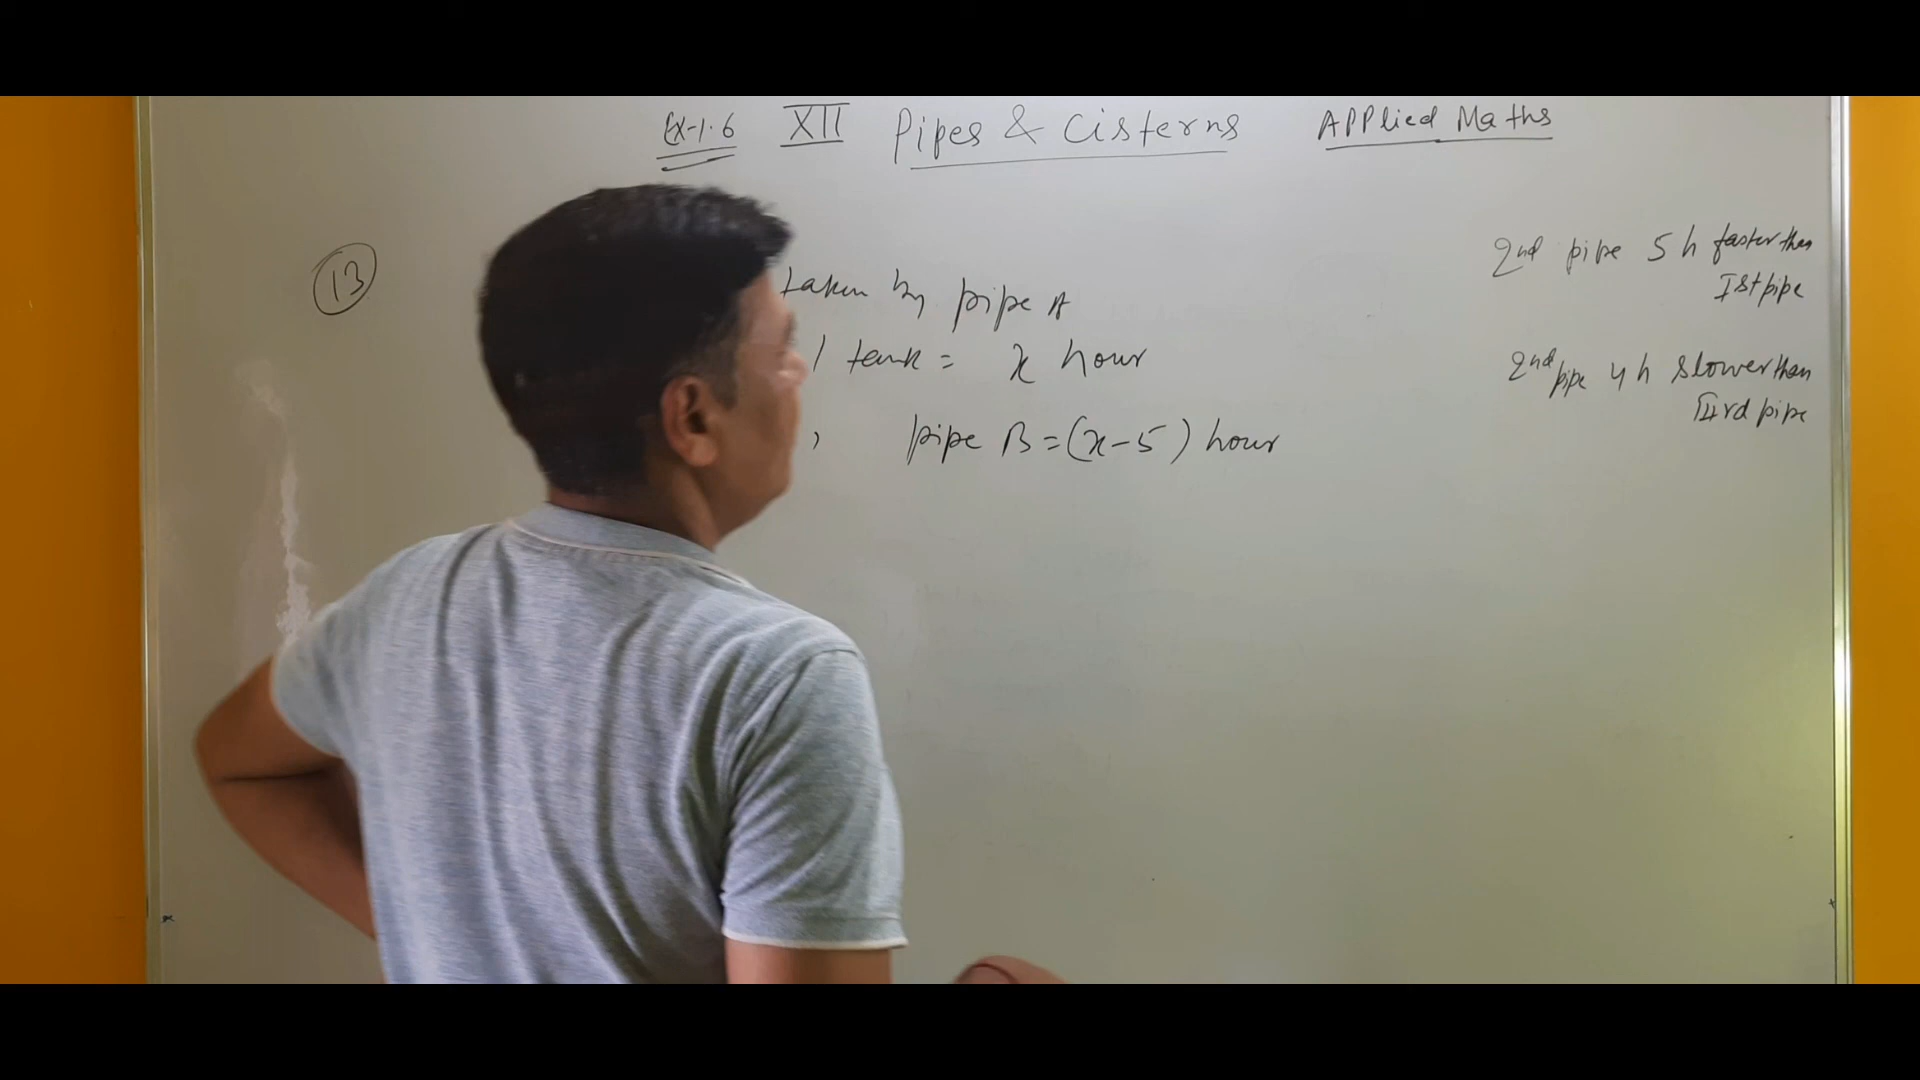 Ex-1.6 XII Pipes & Cisterns Applied Maths
13
taken by pipe A
1 tank = x hour
, pipe B = (x-5) hour
2nd pipe 5 h faster than
Ist pipe
2nd pipe 4 h slower than
IIIrd pipe